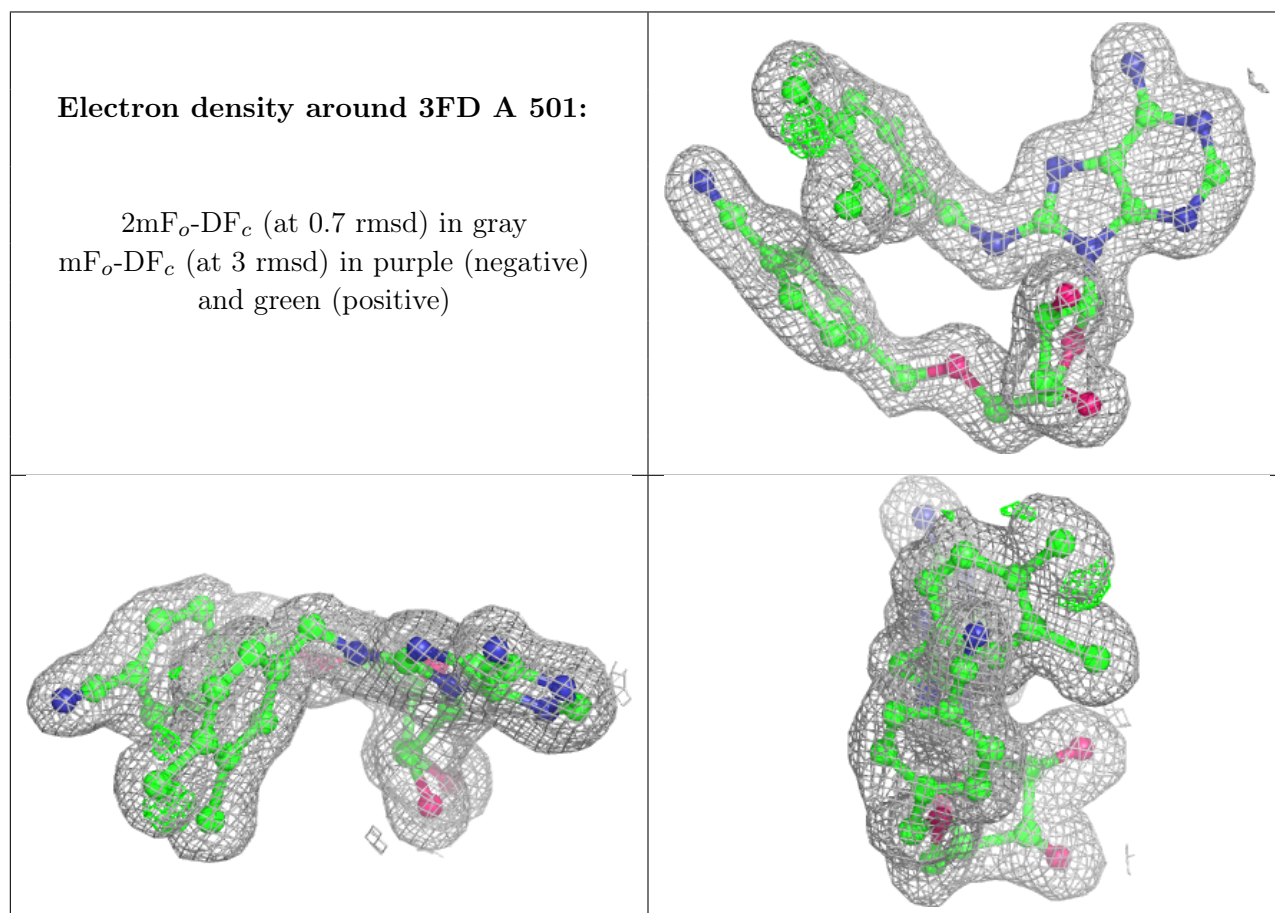 Electron density around 3FD A 501:
2mFo-DFc (at 0.7 rmsd) in gray
mFo-DFc (at 3 rmsd) in purple (negative)
and green (positive)